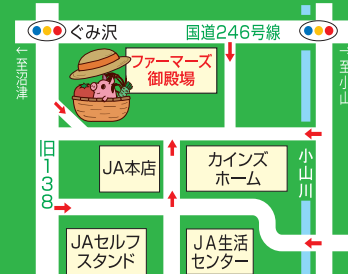 ぐみ沢
国道246号線
←至沼津
→至小山
ファーマーズ
御殿場
旧138
JA本店
カインズ
ホーム
小山川
JAセルフ
スタンド
JA生活
センター